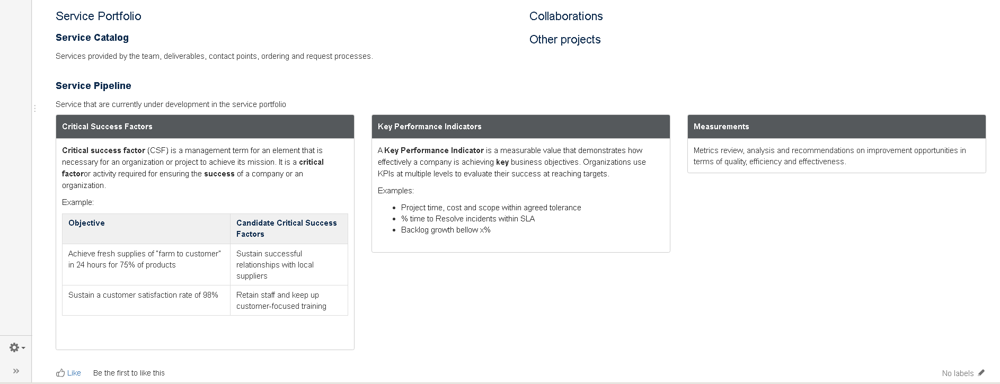 Service Portfolio
Service Catalog
Services provided by the team, deliverables, contact points, ordering and request processes.
Service Pipeline
Service that are currently under development in the service portfolio
Collaborations
Other projects
Critical Success Factors
Critical success factor (CSF) is a management term for an element that is
necessary for an organization or project to achieve its mission. It is a critical
factoror activity required for ensuring the success of a company or an
organization.
Example:
Objective
Candidate Critical Success
Factors
Achieve fresh supplies of "farm to customer"
in 24 hours for 75% of products
Sustain successful
relationships with local
suppliers
Sustain a customer satisfaction rate of 98%
Retain staff and keep up
customer-focused training
Key Performance Indicators
A Key Performance Indicator is a measurable value that demonstrates how
effectively a company is achieving key business objectives. Organizations use
KPIs at multiple levels to evaluate their success at reaching targets.
Examples:
• Project time, cost and scope within agreed tolerance
• % time to Resolve incidents within SLA
• Backlog growth bellow x%
Measurements
Metrics review, analysis and recommendations on improvement opportunities in
terms of quality, efficiency and effectiveness.
Like
Be the first to like this
No labels